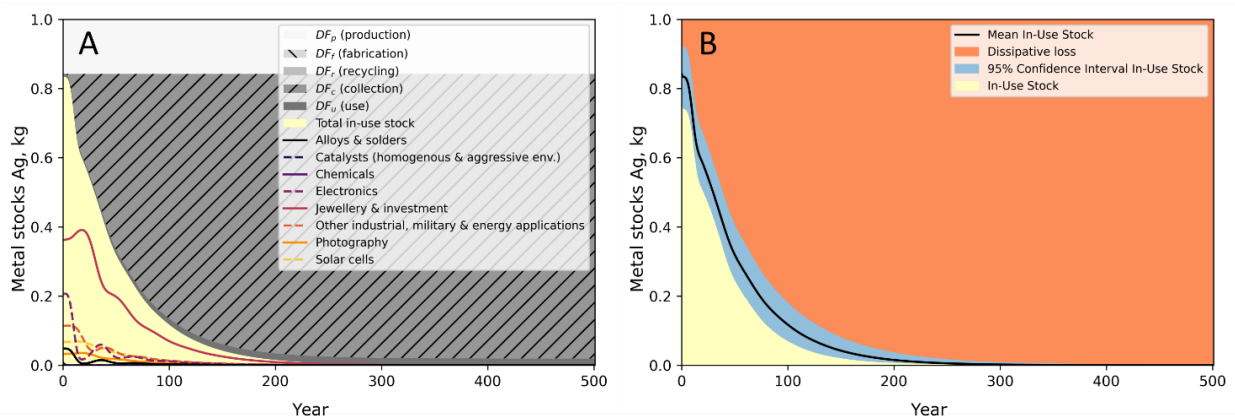 A
Metal stocks Ag, kg
1.0
0.8
0.6
0.4
0.2
0.0
DFp (production)
DFf (fabrication)
DFr (recycling)
DFc (collection)
DFu (use)
Total in-use stock
Alloys & solders
Catalysts (homogenous & aggressive env.)
Chemicals
Electronics
Jewellery & investment
Other industrial, military & energy applications
Photography
Solar cells
0 100 200 300 400 500
Year
B
Metal stocks Ag, kg
1.0
0.8
0.6
0.4
0.2
0.0
Mean In-Use Stock
Dissipative loss
95% Confidence Interval In-Use Stock
In-Use Stock
0 100 200 300 400 500
Year